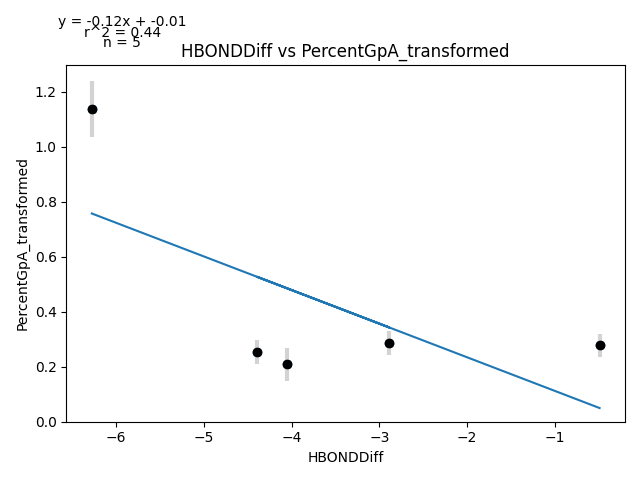 y = -0.12x + -0.01
r^2 = 0.44
n = 5
HBONDDiff vs PercentGpA_transformed
PercentGpA_transformed
1.2
1.0
0.8
0.6
0.4
0.2
0.0
−6
−5
−4
−3
−2
−1
HBONDDiff